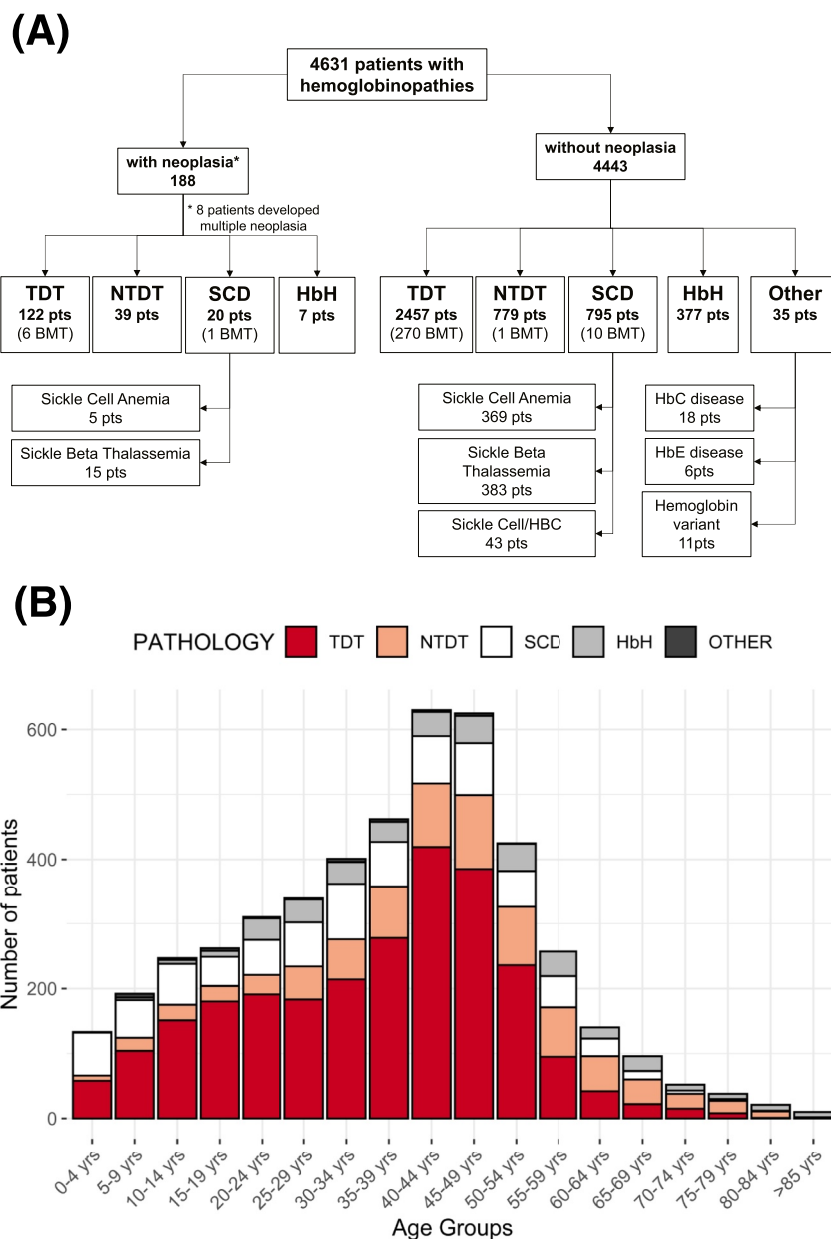 (A)
4631 patients with
hemoglobinopathies
with neoplasia*
188
without neoplasia
4443
* 8 patients developed
multiple neoplasia
TDT
122 pts
(6 BMT)
NTDT
39 pts
SCD
20 pts
(1 BMT)
HbH
7 pts
TDT
2457 pts
(270 BMT)
NTDT
779 pts
(1 BMT)
SCD
795 pts
(10 BMT)
HbH
377 pts
Other
35 pts
Sickle Cell Anemia
5 pts
Sickle Beta Thalassemia
15 pts
Sickle Cell Anemia
369 pts
Sickle Beta
Thalassemia
383 pts
Sickle Cell/HBC
43 pts
HbC disease
18 pts
HbE disease
6pts
Hemoglobin
variant
11pts
(B)
PATHOLOGY TDT NTDT SCD HbH OTHER
Number of patients
600
400
200
0
0-4 yrs
5-9 yrs
10-14 yrs
15-19 yrs
20-24 yrs
25-29 yrs
30-34 yrs
35-39 yrs
40-44 yrs
45-49 yrs
50-54 yrs
55-59 yrs
60-64 yrs
65-69 yrs
70-74 yrs
75-79 yrs
80-84 yrs
>85 yrs
Age Groups